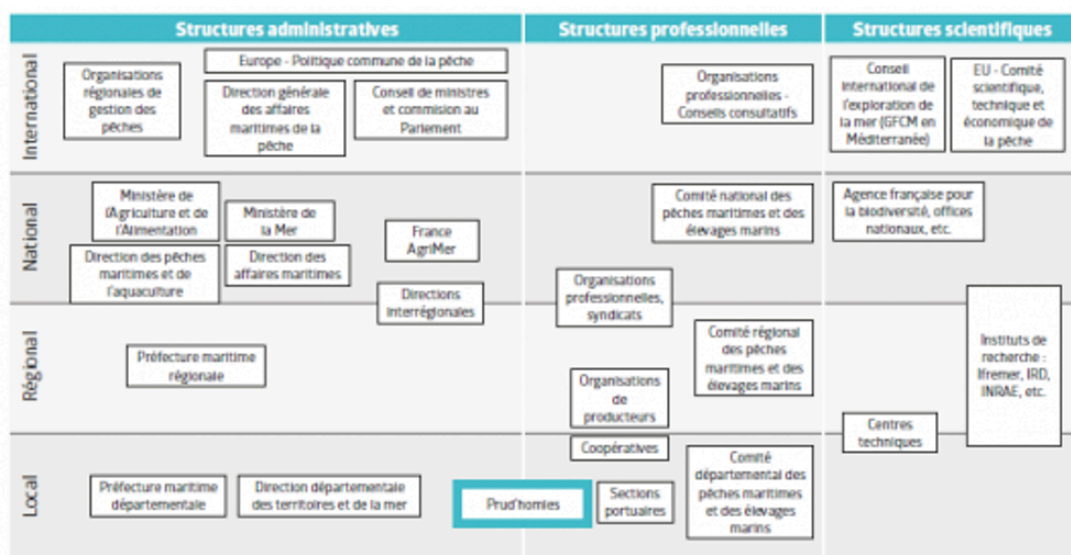 Structures administratives
Structures professionnelles
Structures scientifiques
International
Organisations
régionales de
gestion des
pêches
Europe - Politique commune de la pêche
Direction générale
des affaires
maritimes de la
pêche
Conseil de ministres
et commision au
Parlement
Organisations
professionnelles -
Conseils consultatifs
Conseil
international de
l'exploration de
la mer (GFCM en
Méditerranée)
EU - Comité
scientifique,
technique et
économique de
la pêche
National
Ministère de
l'Agriculture et de
l'Alimentation
Ministère de
la Mer
Direction des pêches
maritimes et de
l'aquaculture
Direction des
affaires maritimes
France
AgriMer
Directions
interrégionales
Comité national des
pêches maritimes et des
élevages marins
Organisations
professionnelles,
syndicats
Agence française pour
la biodiversité, offices
nationaux, etc.
Régional
Préfecture maritime
régionale
Comité régional
des pêches
maritimes et des
élevages marins
Organisations
de
producteurs
Instituts de
recherche :
Ifremer, IRD,
INRAE, etc.
Centres
techniques
Coopératives
Local
Préfecture maritime
départementale
Direction départementale
des territoires et de la mer
Prud'homies
Sections
portuaires
Comité
départemental des
pêches maritimes
et des élevages
marins